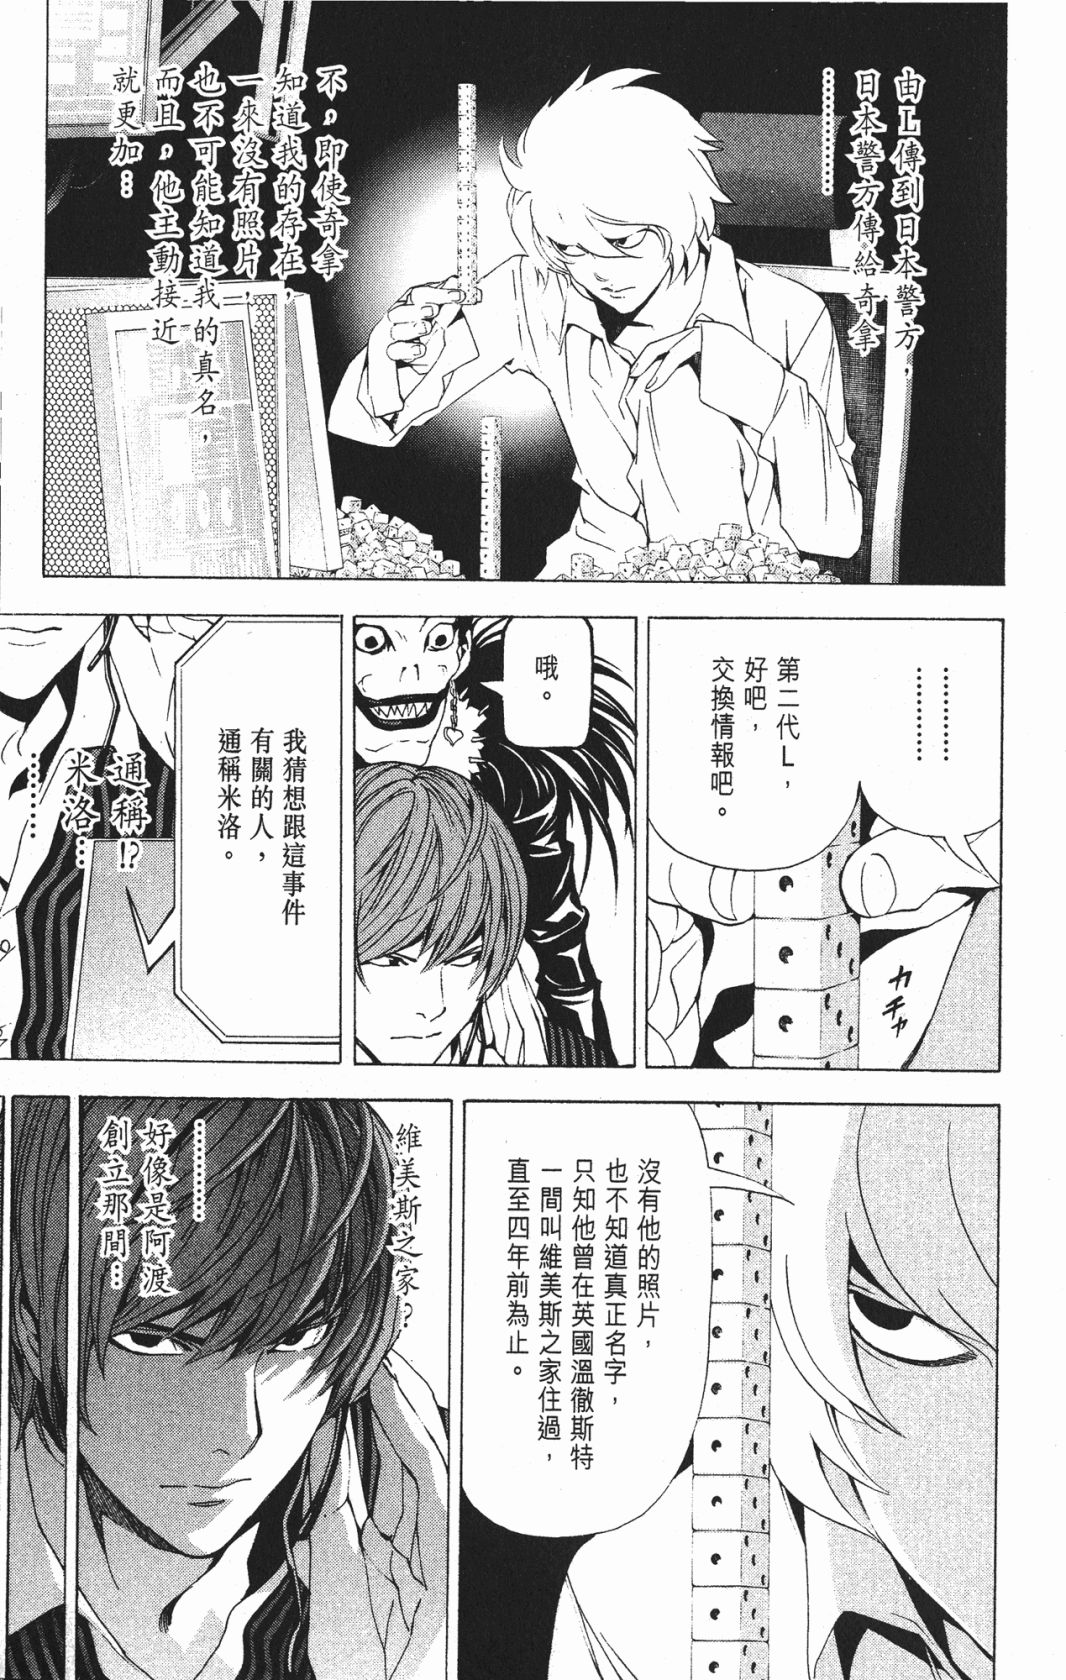 由L傳到日本警方，
日本警方傳給奇拿
…………
不，即使奇拿
知道我的存在，
一來沒有照片，
也不可能知道我的真名，
而且，他主動接近
就更加…
…………
第二代L，
好吧，
交換情報吧。
カチャ
哦。
我猜想跟這事件
有關的人，
通稱米洛。
通稱!?
米洛…
…………
沒有他的照片，
也不知道真正名字，
只知他曾在英國溫徹斯特
一間叫維美斯之家住過，
直至四年前為止。
維美斯之家？
…………
好像是阿渡
創立那間…